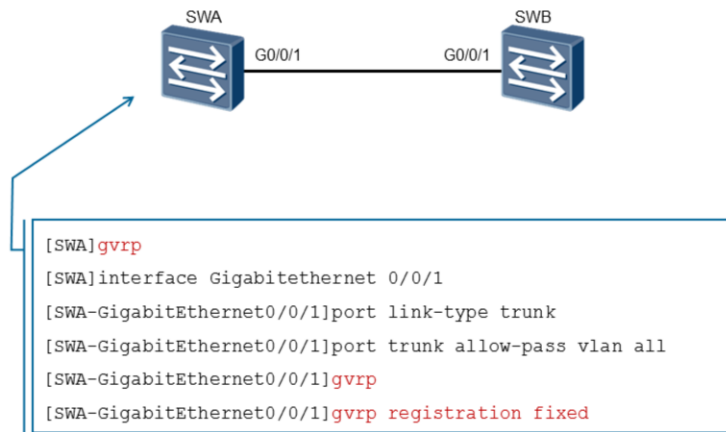 SWA
SWB
G0/0/1
G0/0/1
[SWA]gvrp
[SWA]interface Gigabitethernet 0/0/1
[SWA-GigabitEthernet0/0/1]port link-type trunk
[SWA-GigabitEthernet0/0/1]port trunk allow-pass vlan all
[SWA-GigabitEthernet0/0/1]gvrp
[SWA-GigabitEthernet0/0/1]gvrp registration fixed